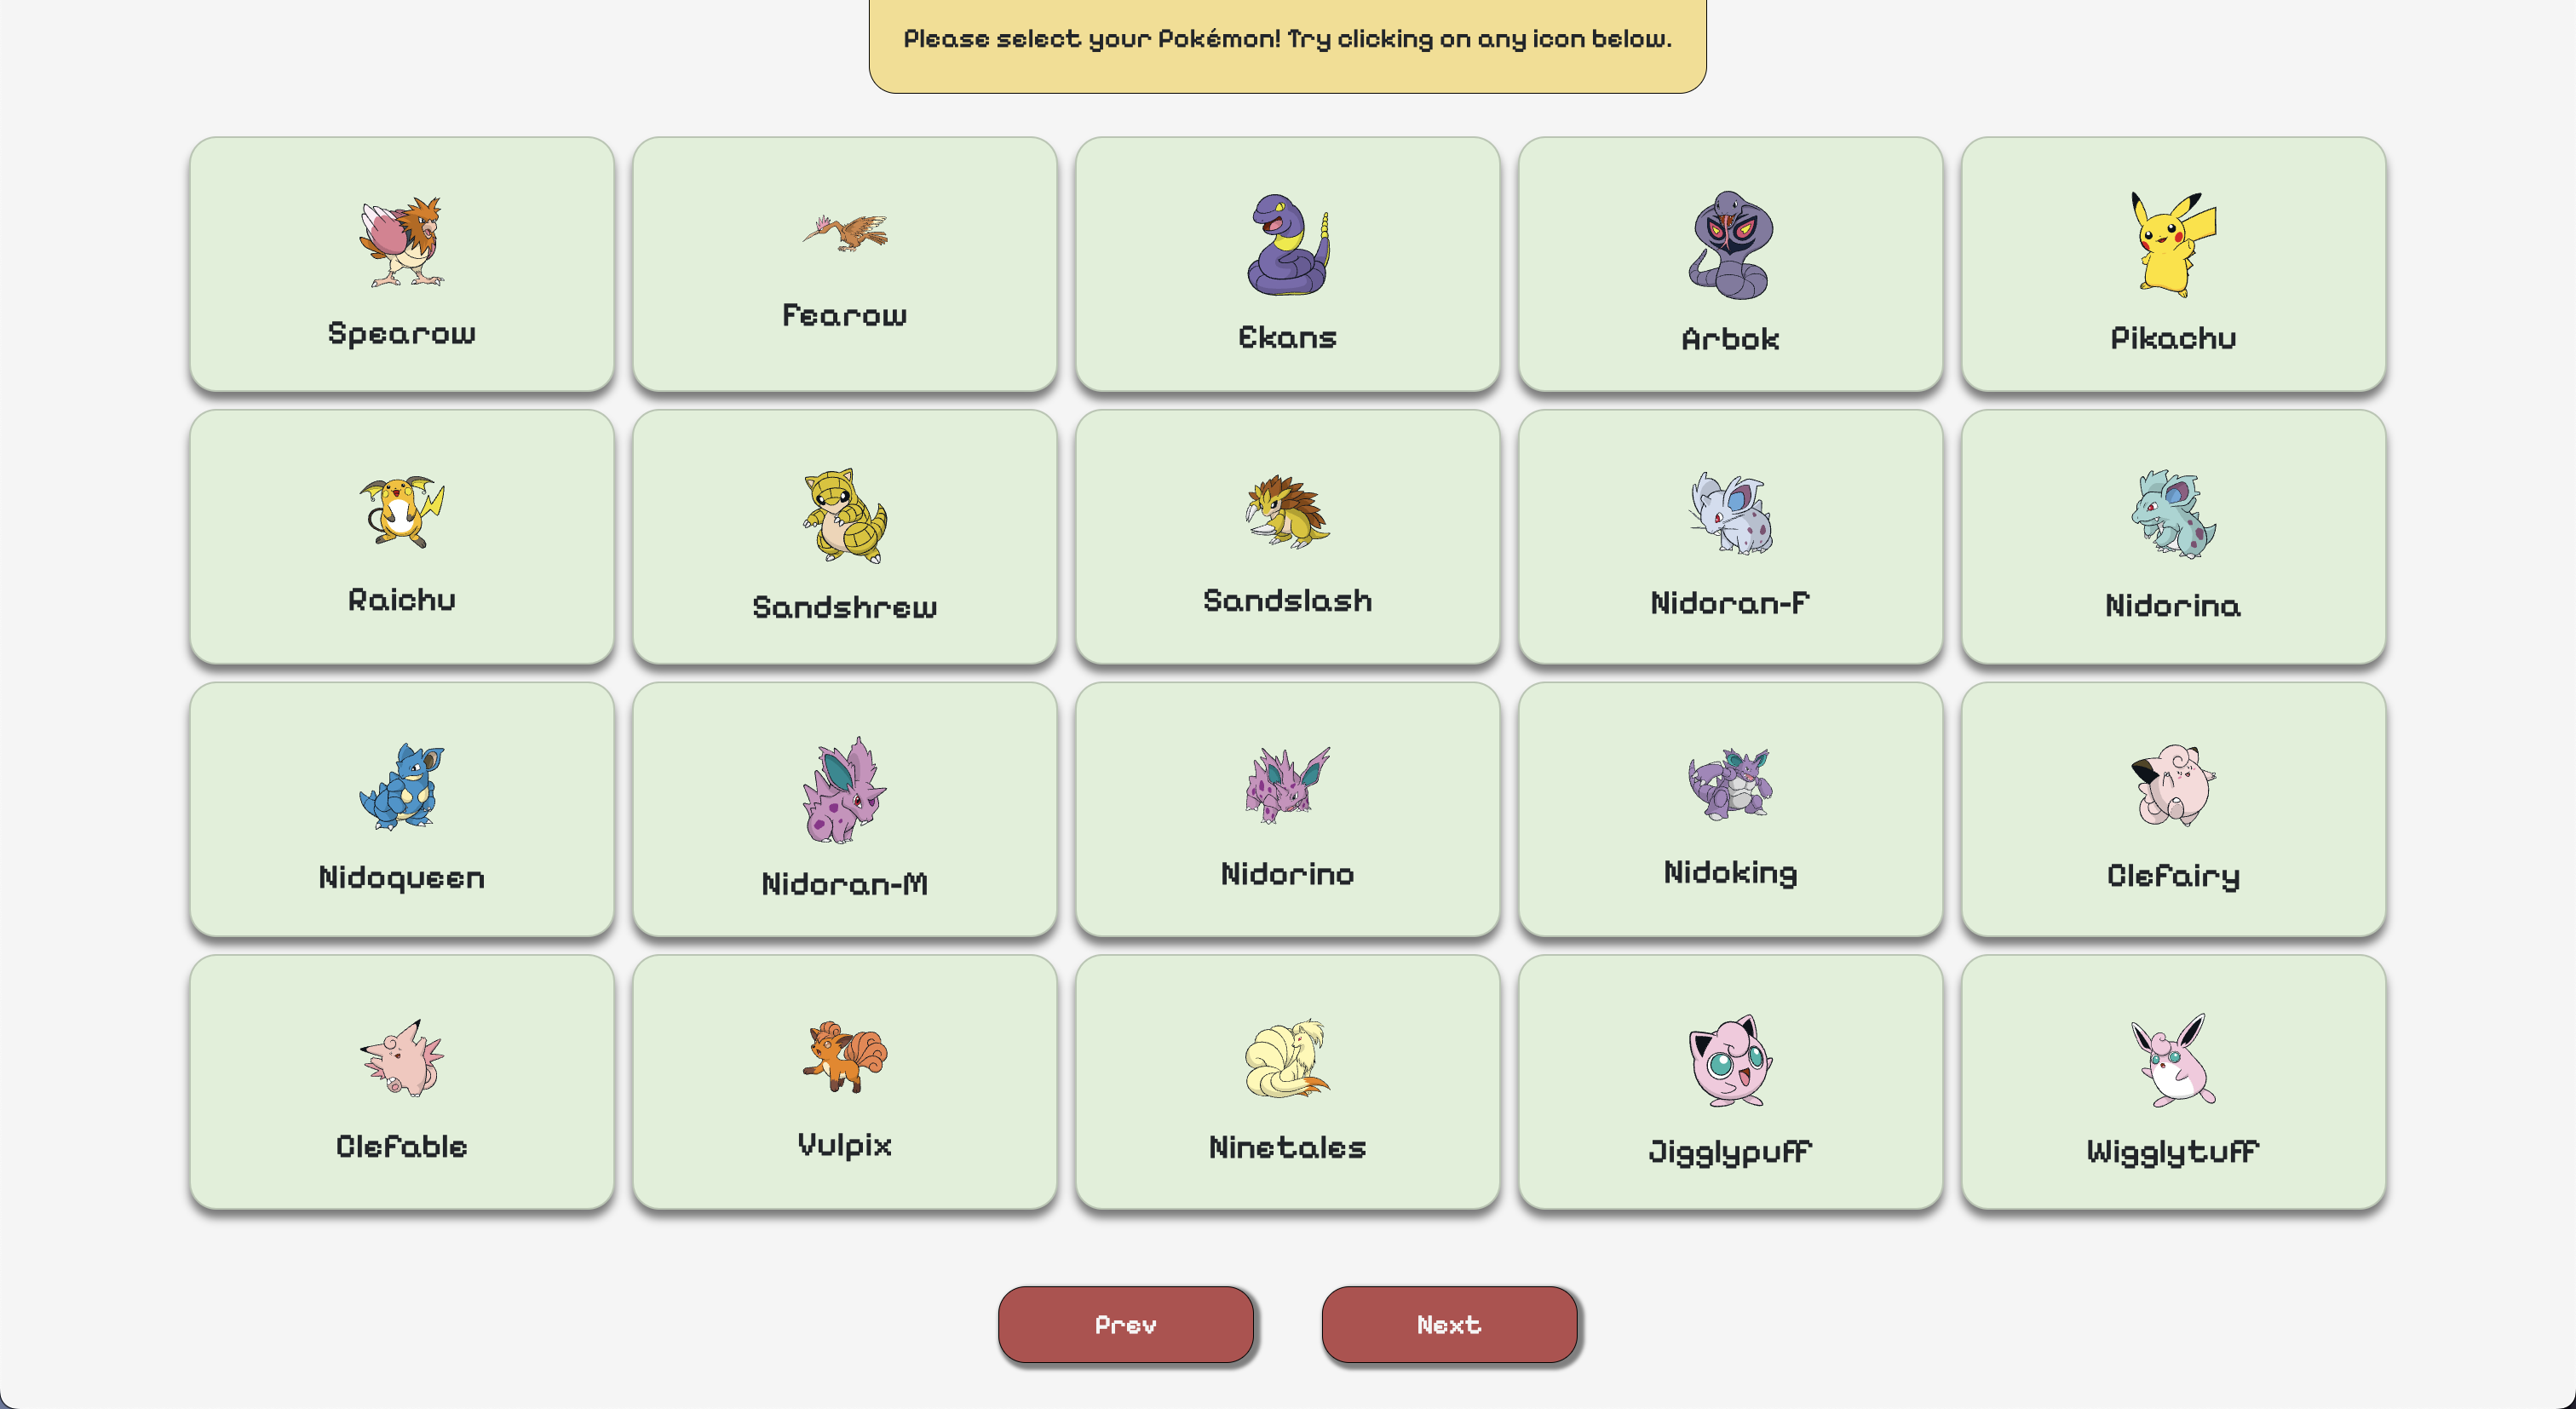 Please select your Pokémon! Try clicking on any icon below.
Spearow
Fearow
Ekans
Arbok
Pikachu
Raichu
Sandshrew
Sandslash
Nidoran-F
Nidorina
Nidoqueen
Nidoran-M
Nidorino
Nidoking
Clefairy
Clefable
Vulpix
Ninetales
Jigglypuff
Wigglytuff
Prev
Next